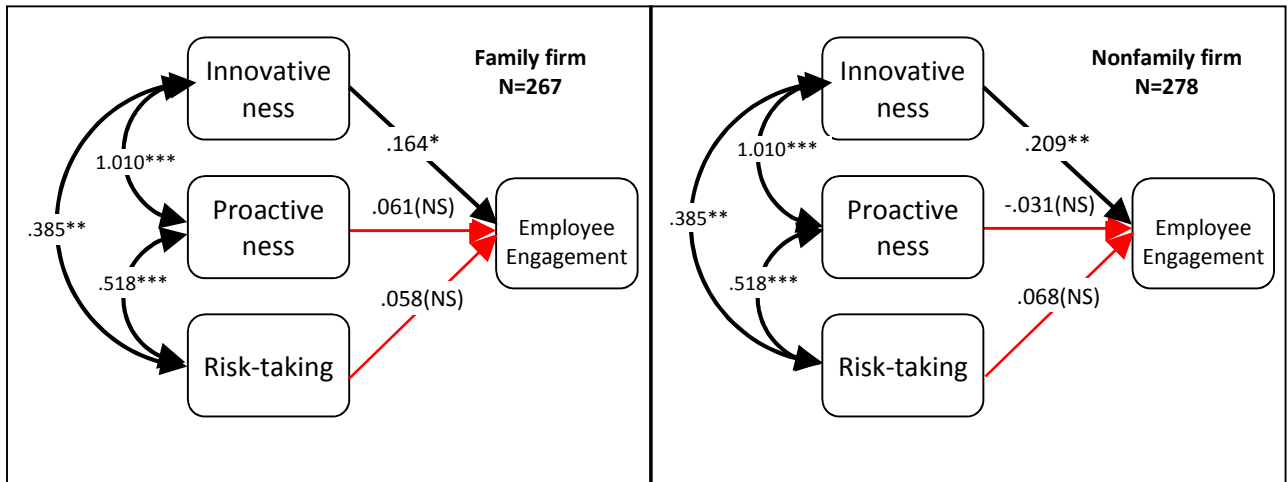 Innovative
ness
Family firm
N=267
.164*
1.010***
Proactive
ness
.061(NS)
.385**
Employee
Engagement
.518***
.058(NS)
Risk-taking
Innovative
ness
Nonfamily firm
N=278
.209**
1.010***
Proactive
ness
-.031(NS)
.385**
Employee
Engagement
.518***
.068(NS)
Risk-taking